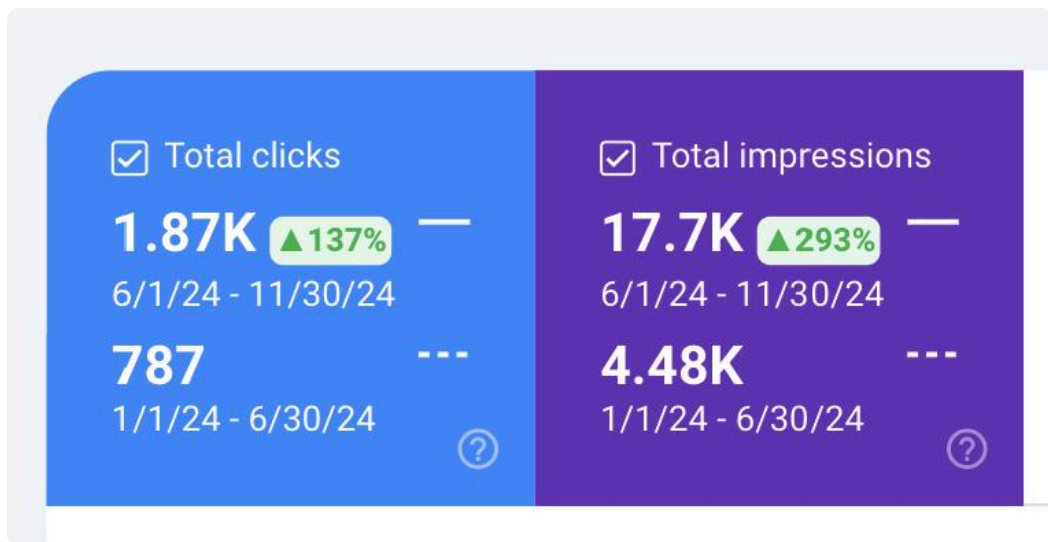 Total clicks
1.87K ▲137%
6/1/24 - 11/30/24
787
1/1/24 - 6/30/24
Total impressions
17.7K ▲293%
6/1/24 - 11/30/24
4.48K
1/1/24 - 6/30/24